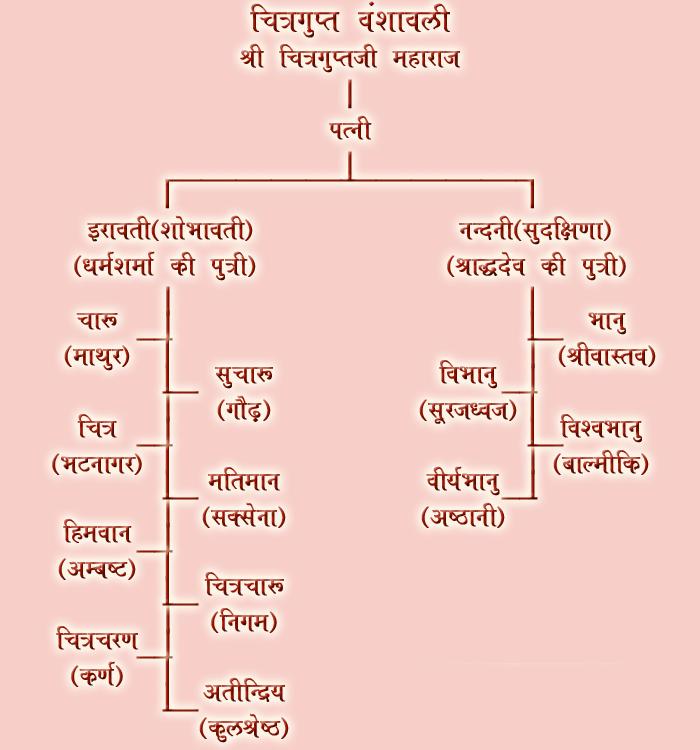 चित्रगुप्त वंशावली
श्री चित्रगुप्तजी महाराज
पत्नी
इरावती(शोभावती)
(धर्मशर्मा की पुत्री)
चारू
(माथुर)
सुचारू
(गौढ़)
चित्र
(भटनागर)
मतिमान
(सक्सेना)
हिमवान
(अम्बष्ट)
चित्रचारू
(निगम)
चित्रचरण
(कर्ण)
अतीन्द्रिय
(कुलश्रेष्ठ)
नन्दनी(सुदक्षिणा)
(श्राद्धदेव की पुत्री)
भानु
(श्रीवास्तव)
विभानु
(सूरजध्वज)
विश्वभानु
(बाल्मीकि)
वीर्यभानु
(अष्ठानी)